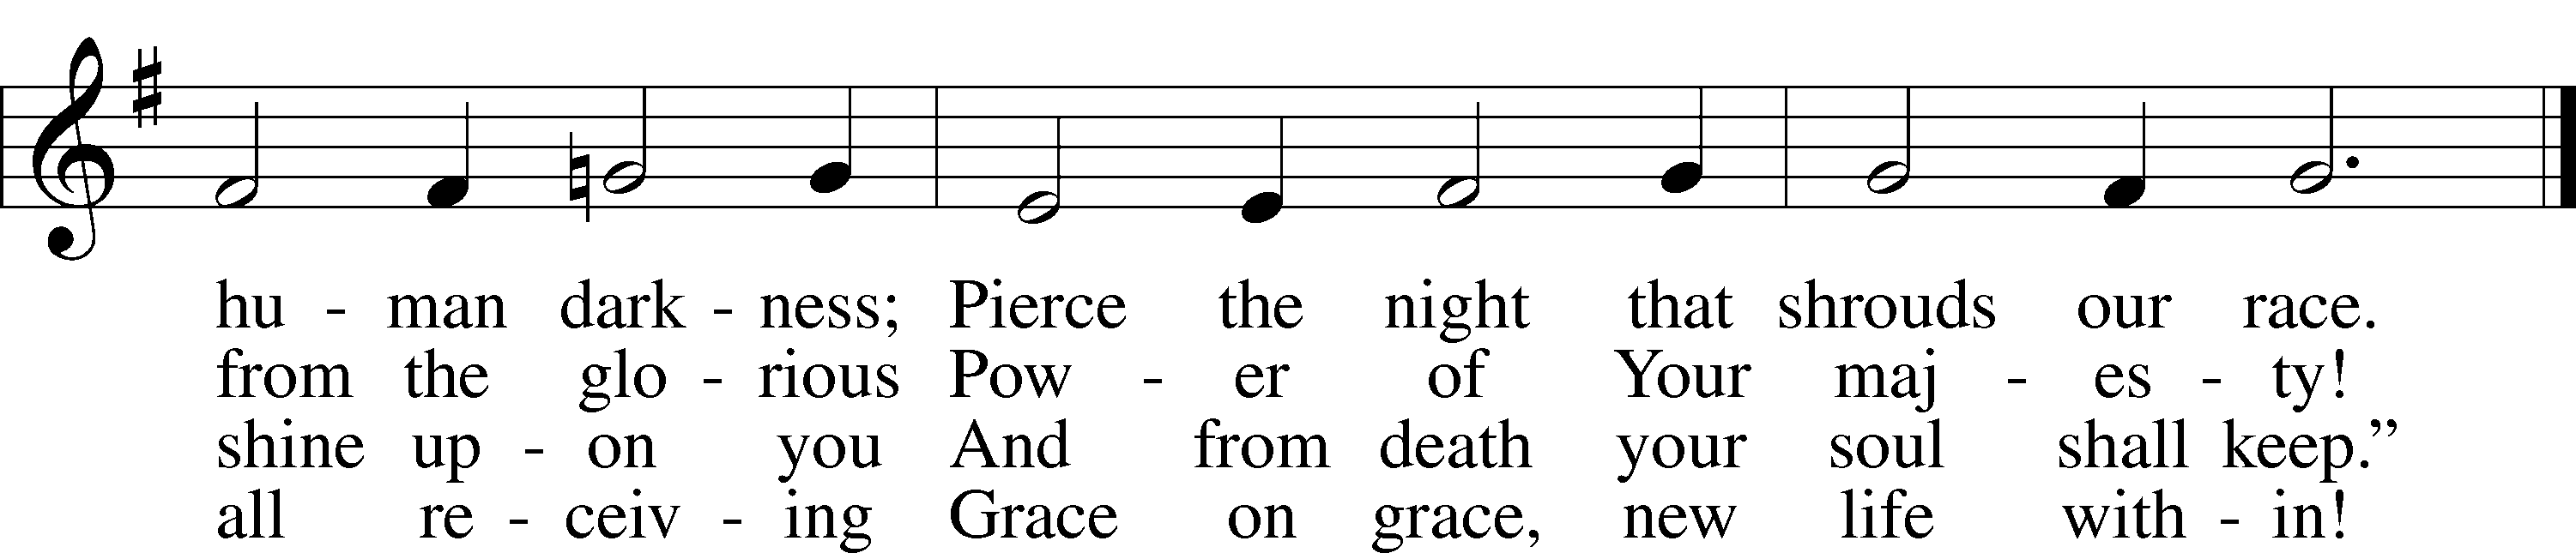 hu - man dark - ness; Pierce the night that shrouds our race.
from the glo - rious Pow - er of Your maj - es - ty!
shine up - on you And from death your soul shall keep.”
all re - ceiv - ing Grace on grace, new life with - in!